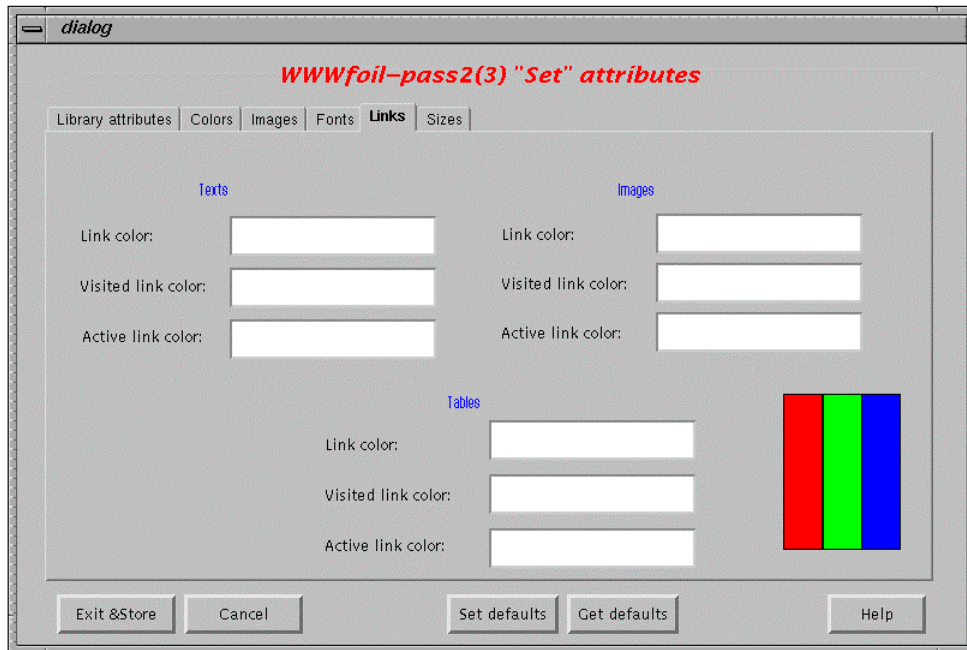 dialog
WWWfoil-pass2(3) "Set" attributes
Library attributes Colors Images Fonts Links Sizes
Texts
Link color:
Visited link color:
Active link color:
Images
Link color:
Visited link color:
Active link color:
Tables
Link color:
Visited link color:
Active link color:
Exit &Store Cancel Set defaults Get defaults Help